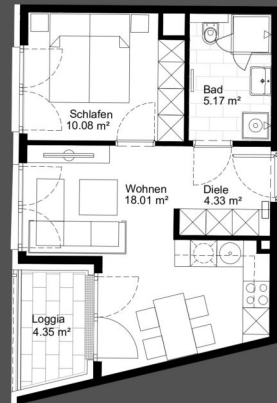 Bad
5.17 m²
Schlafen
10.08 m²
Wohnen
18.01 m²
Diele
4.33 m²
Loggia
4.35 m²